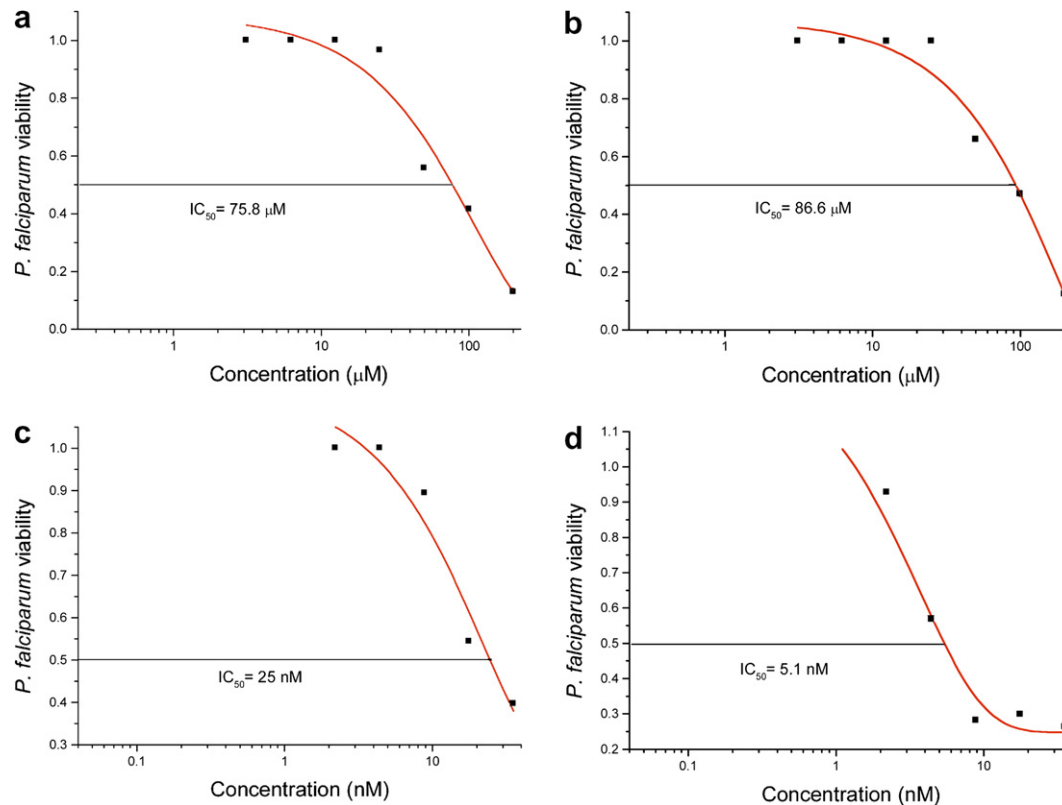 a
1.0
0.8
0.6
0.4
0.2
0.0
P. falciparum viability
IC50= 75.8 μM
1 10 100
Concentration (μM)
b
1.0
0.8
0.6
0.4
0.2
0.0
P. falciparum viability
IC50= 86.6 μM
1 10 100
Concentration (μM)
c
1.0
0.9
0.8
0.7
0.6
0.5
0.4
0.3
P. falciparum viability
IC50= 25 nM
0.1 1 10
Concentration (nM)
d
1.1
1.0
0.9
0.8
0.7
0.6
0.5
0.4
0.3
0.2
P. falciparum viability
IC50= 5.1 nM
0.1 1 10
Concentration (nM)